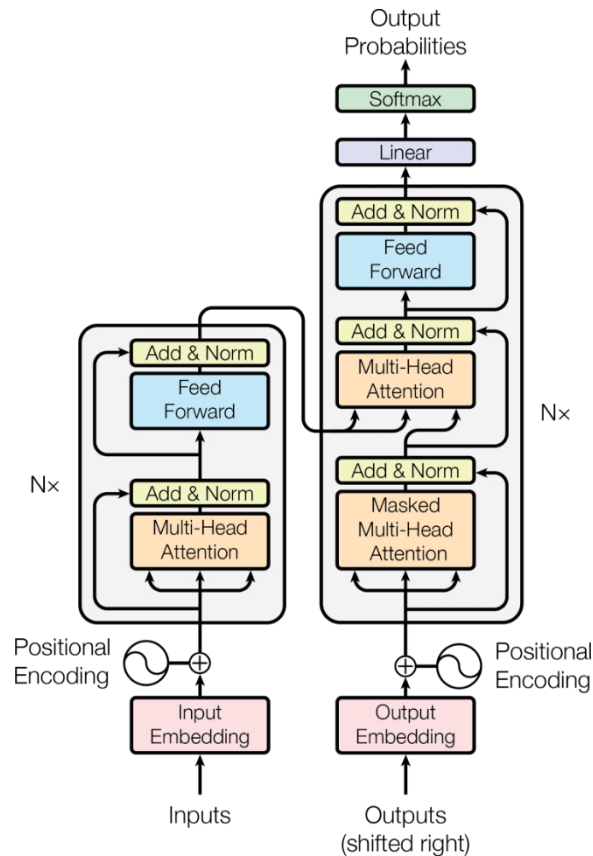 Output
Probabilities
Softmax
Linear
Add & Norm
Feed
Forward
Add & Norm
Multi-Head
Attention
Add & Norm
Masked
Multi-Head
Attention
N×
Positional
Encoding
Output
Embedding
Outputs
(shifted right)
Add & Norm
Feed
Forward
Add & Norm
Multi-Head
Attention
N×
Positional
Encoding
Input
Embedding
Inputs